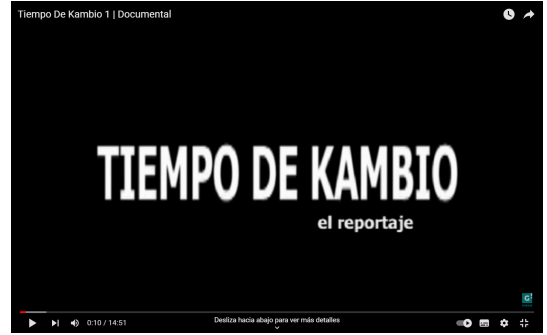 Tiempo De Kambio 1 | Documental
TIEMPO DE KAMBIO
el reportaje
G
0:10 / 14:51
Desliza hacia abajo para ver más detalles